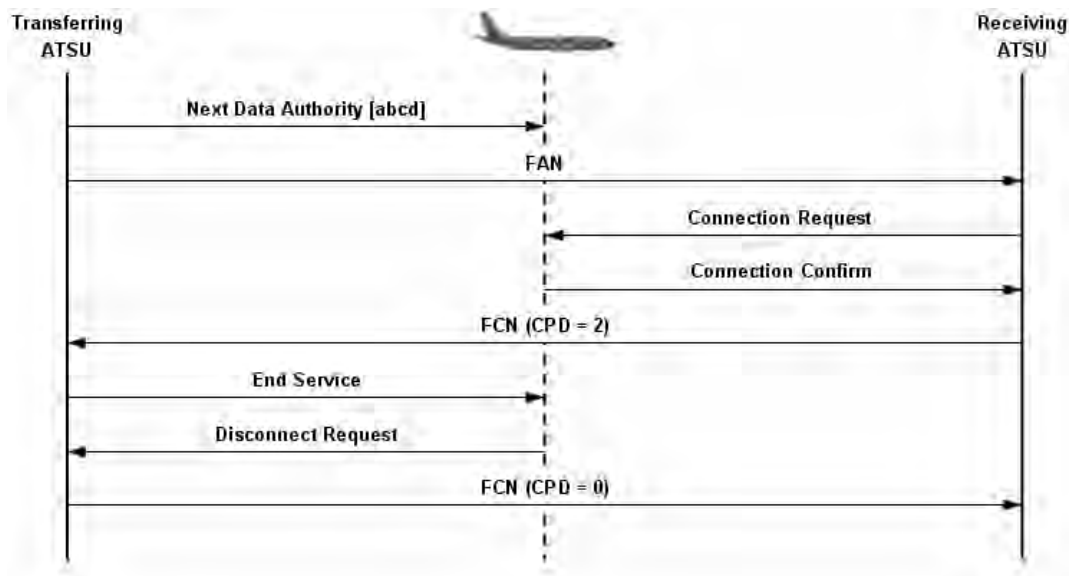 Transferring
ATSU
Receiving
ATSU
Next Data Authority [abcd]
FAN
Connection Request
Connection Confirm
FCN (CPD = 2)
End Service
Disconnect Request
FCN (CPD = 0)